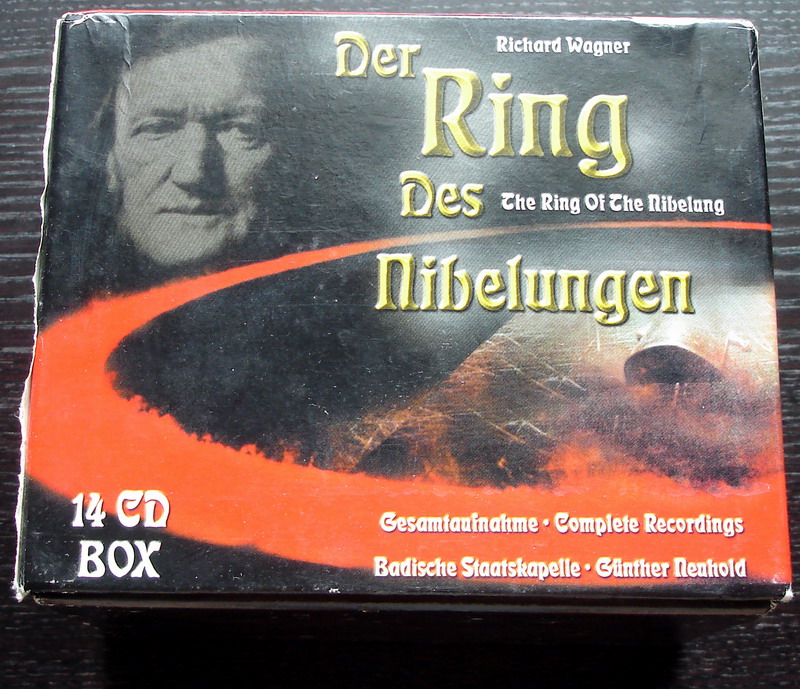 Richard Wagner
Der
Ring
Des
The Ring Of The Nibelung
Nibelungen
14 CD
BOX
Gesamtaufnahme · Complete Recordings
Badische Staatskapelle · Günther Neuhold